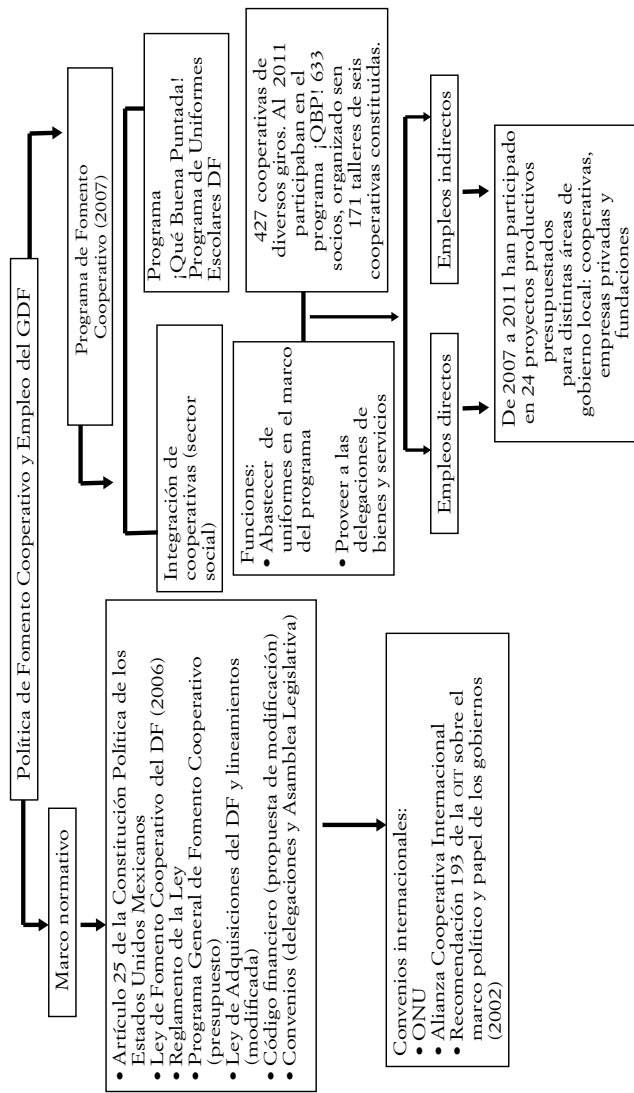 Política de Fomento Cooperativo y Empleo del GDF
Marco normativo
• Artículo 25 de la Constitución Política de los
Estados Unidos Mexicanos
• Ley de Fomento Cooperativo del DF (2006)
• Reglamento de la Ley
• Programa General de Fomento Cooperativo
(presupuesto)
• Ley de Adquisiciones del DF y lineamientos
(modificada)
• Código financiero (propuesta de modificación)
• Convenios (delegaciones y Asamblea Legislativa)
Convenios internacionales:
• ONU
• Alianza Cooperativa Internacional
• Recomendación 193 de la OIT sobre el
marco político y papel de los gobiernos
(2002)
Programa de Fomento
Cooperativo (2007)
Integración de
cooperativas (sector
social)
Programa
¡Qué Buena Puntada!
Programa de Uniformes
Escolares DF
Funciones:
• Abastecer de
uniformes en el marco
del programa
• Proveer a las
delegaciones de
bienes y servicios
427 cooperativas de
diversos giros. Al 2011
participaban en el
programa ¡QBP! 633
socios, organizado sen
171 talleres de seis
cooperativas constituidas.
Empleos directos
Empleos indirectos
De 2007 a 2011 han participado
en 24 proyectos productivos
presupuestados
para distintas áreas de
gobierno local: cooperativas,
empresas privadas y
fundaciones